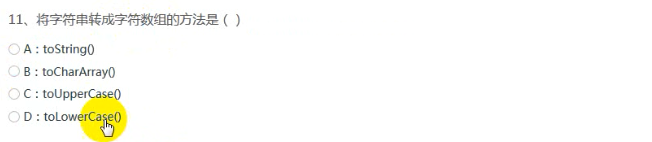 11、将字符串转成字符数组的方法是（ ）
A：toString()
B：toCharArray()
C：toUpperCase()
D：toLowerCase()